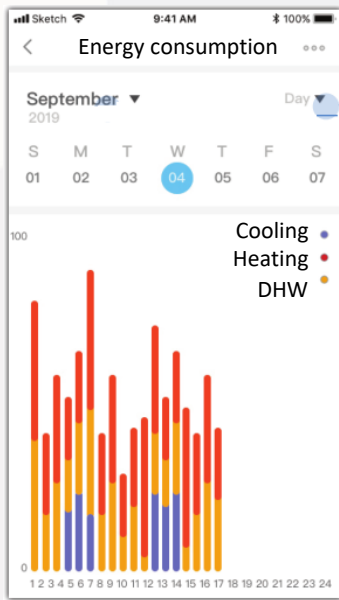 Sketch 9:41 AM 100%
Energy consumption
September ▼ Day ▼
2019
S M T W T F S
01 02 03 04 05 06 07
100
Cooling
Heating
DHW
0
1 2 3 4 5 6 7 8 9 10 11 12 13 14 15 16 17 18 19 20 21 22 23 24